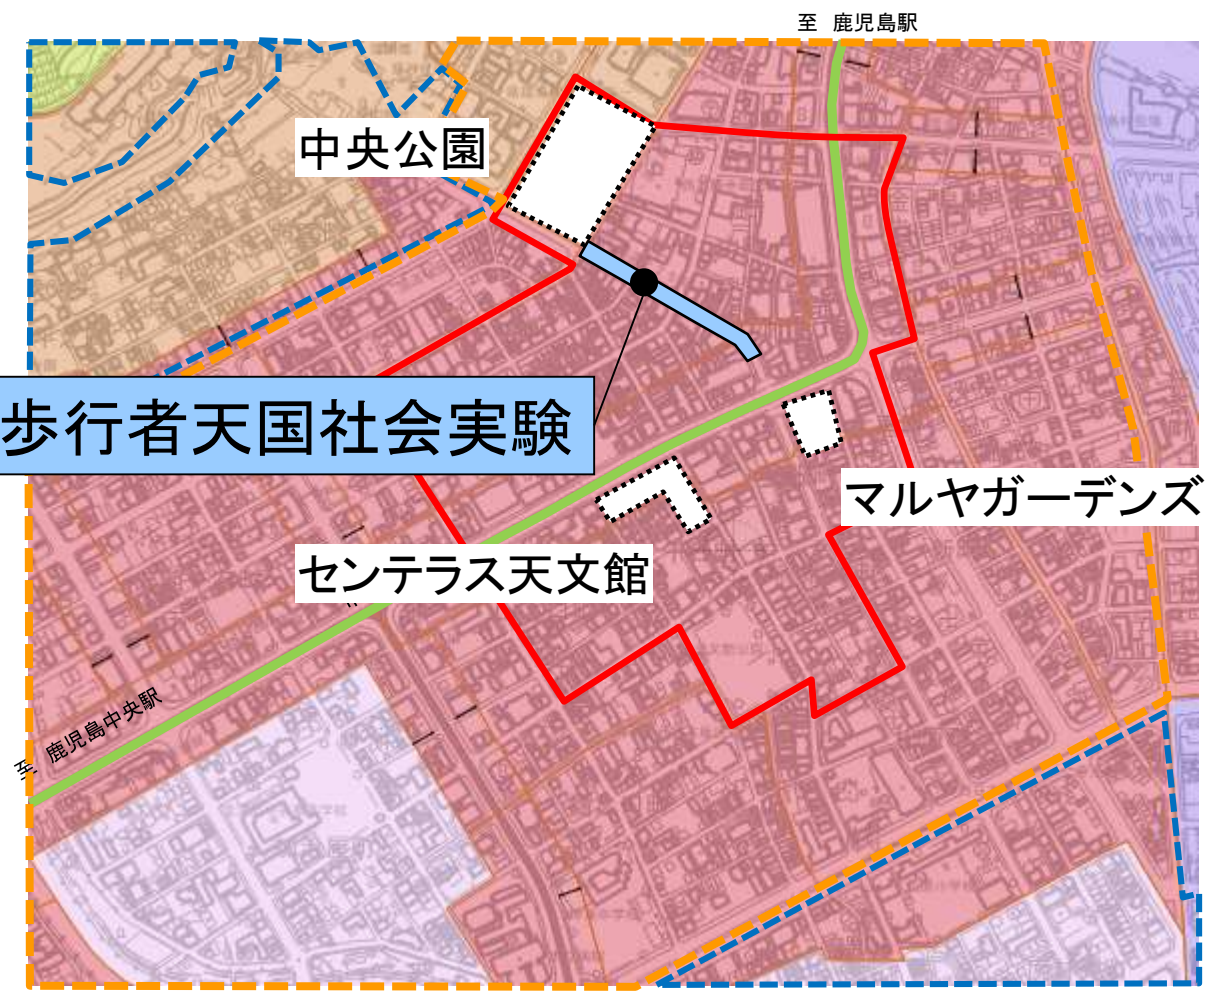 至 鹿児島駅
中央公園
歩行者天国社会実験
マルヤガーデンズ
センテラス天文館
至 鹿児島中央駅